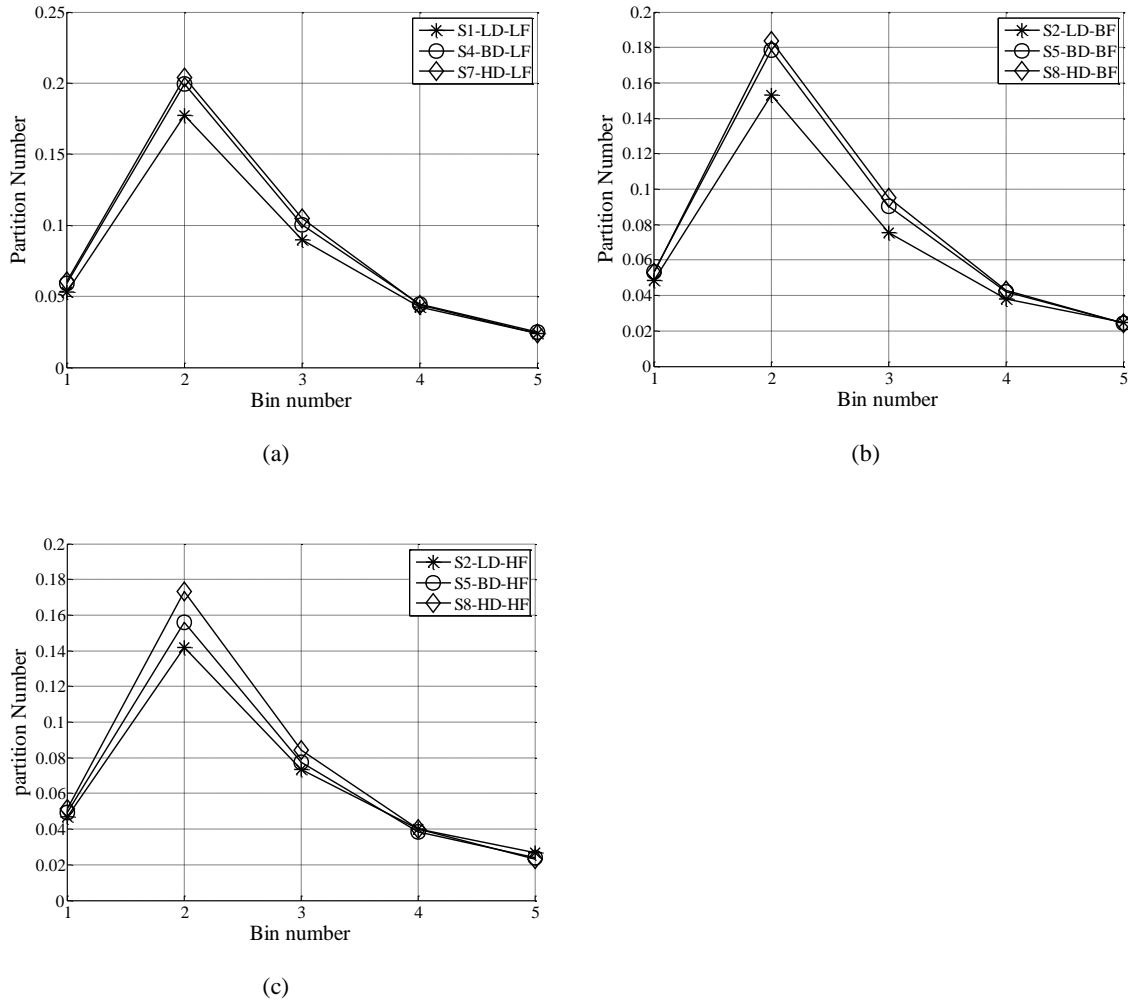 0.25
0.2
0.15
0.1
0.05
0
Partition Number
S1-LD-LF
S4-BD-LF
S7-HD-LF
1 2 3 4 5
Bin number
(a)
0.2
0.18
0.16
0.14
0.12
0.1
0.08
0.06
0.04
0.02
0
Partition Number
S2-LD-BF
S5-BD-BF
S8-HD-BF
1 2 3 4 5
Bin number
(b)
0.2
0.18
0.16
0.14
0.12
0.1
0.08
0.06
0.04
0.02
0
partition Number
S2-LD-HF
S5-BD-HF
S8-HD-HF
1 2 3 4 5
Bin number
(c)